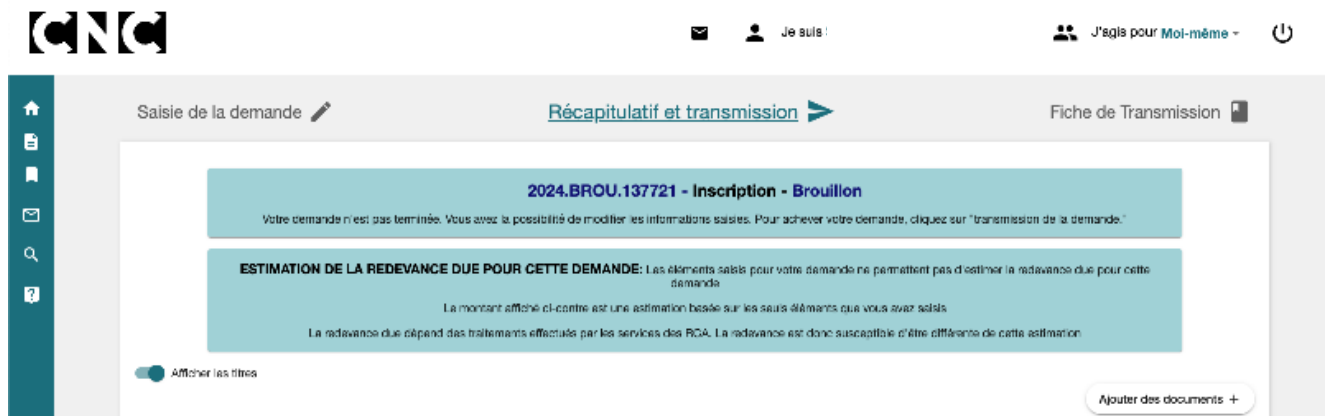 CNC
Je suis :
J'agis pour Moi-même
Saisie de la demande
Récapitulatif et transmission
Fiche de Transmission
2024.BROU.137721 - Inscription - Brouillon
Votre demande n'est pas terminée. Vous avez la possibilité de modifier les informations saisies. Pour achever votre demande, cliquez sur "transmission de la demande."
ESTIMATION DE LA REDEVANCE DUE POUR CETTE DEMANDE: Les éléments saisis pour votre demande ne permettent pas d'estimer la redevance due pour cette
demande
Le montant affiché ci-contre est une estimation basée sur les seuls éléments que vous avez saisis
La redevance due dépend des traitements effectués par les services des RCA. La redevance est donc susceptible d'être différente de cette estimation
Afficher les titres
Ajouter des documents +